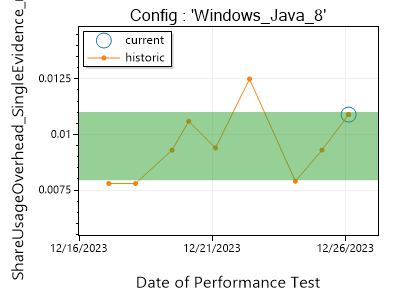 Config : 'Windows_Java_8'
current
historic
ShareUsageOverhead_SingleEvidence_
0.0125
0.01
0.0075
12/16/2023
12/21/2023
12/26/2023
Date of Performance Test